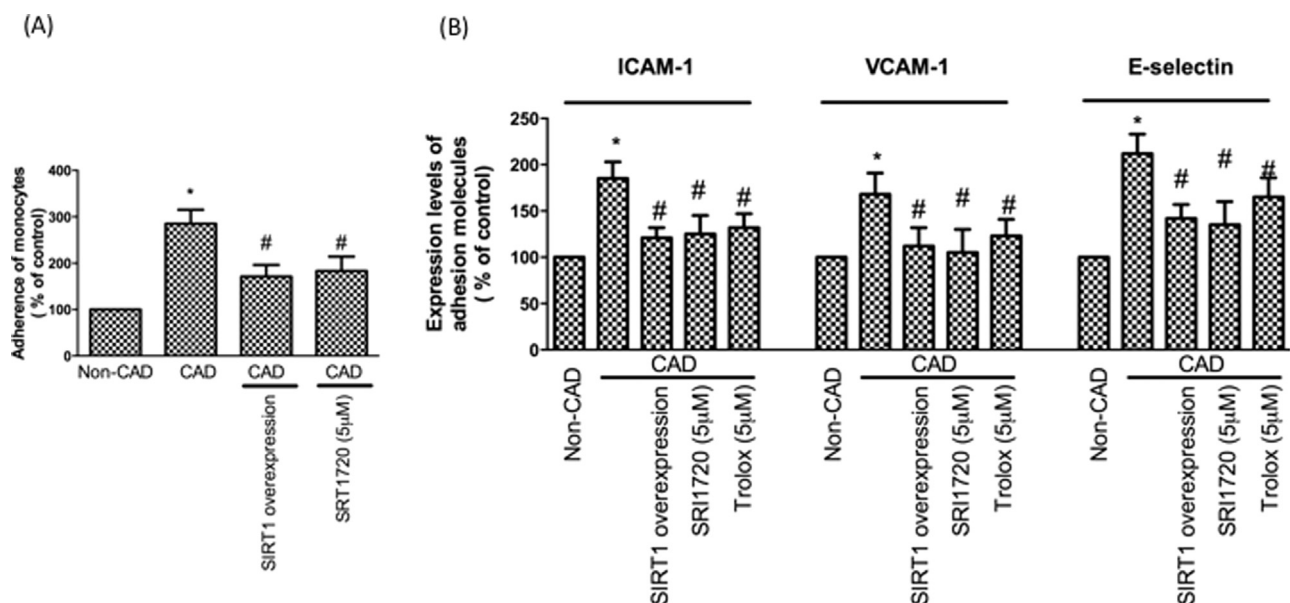 (A)
Adherence of monocytes
( % of control)
400
300
200
100
0
*
#
#
Non-CAD
CAD
CAD
CAD
SIRT1 overexpression
SRT1720 (5μM)
(B)
ICAM-1
VCAM-1
E-selectin
Expression levels of
adhesion molecules
( % of control)
250
200
150
100
50
0
*
#
#
#
*
#
#
#
*
#
#
#
CAD
CAD
CAD
Non-CAD
SIRT1 overexpression
SRI1720 (5μM)
Trolox (5μM)
Non-CAD
SIRT1 overexpression
SRI1720 (5μM)
Trolox (5μM)
Non-CAD
SIRT1 overexpression
SRI1720 (5μM)
Trolox (5μM)